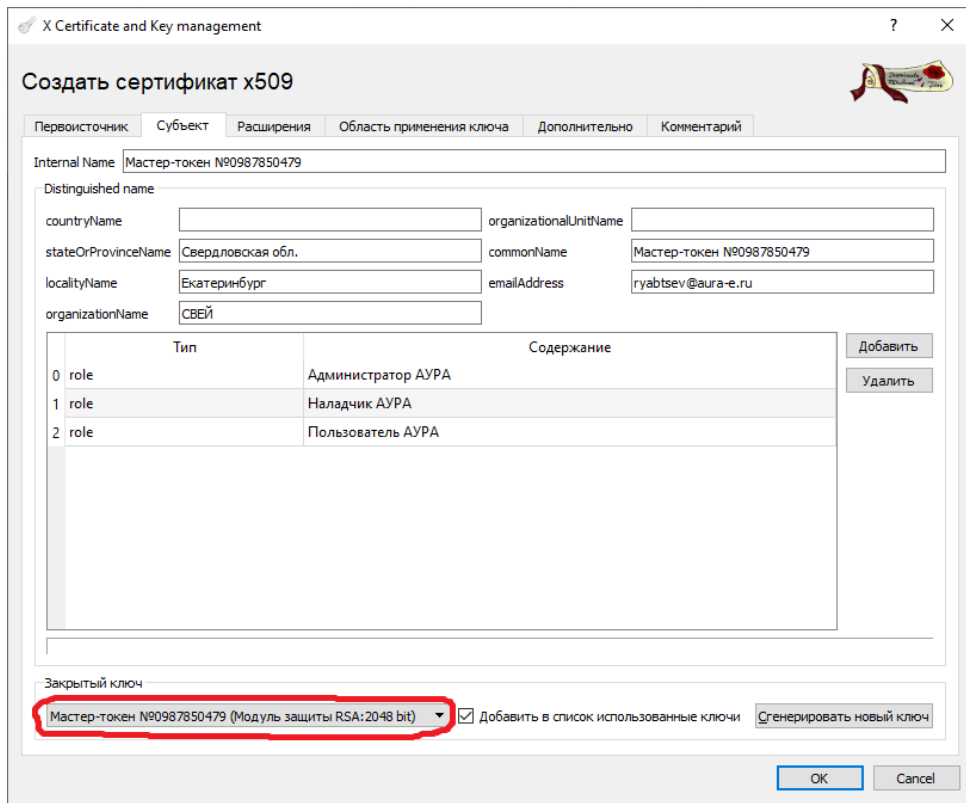 X Certificate and Key management
?
Создать сертификат x509
Первоисточник Субъект Расширения Область применения ключа Дополнительно Комментарий
Internal Name Мастер-токен №0987850479
Distinguished name
countryName organizationalUnitName
stateOrProvinceName Свердловская обл. commonName Мастер-токен №0987850479
localityName Екатеринбург emailAddress ryabtsev@aura-e.ru
organizationName СВЕЙ
Тип Содержание Добавить
0 role Администратор АУРА Удалить
1 role Наладчик АУРА
2 role Пользователь АУРА
Закрытый ключ
Мастер-токен №0987850479 (Модуль защиты RSA:2048 bit) Добавить в список использованные ключи Сгенерировать новый ключ
OK Cancel